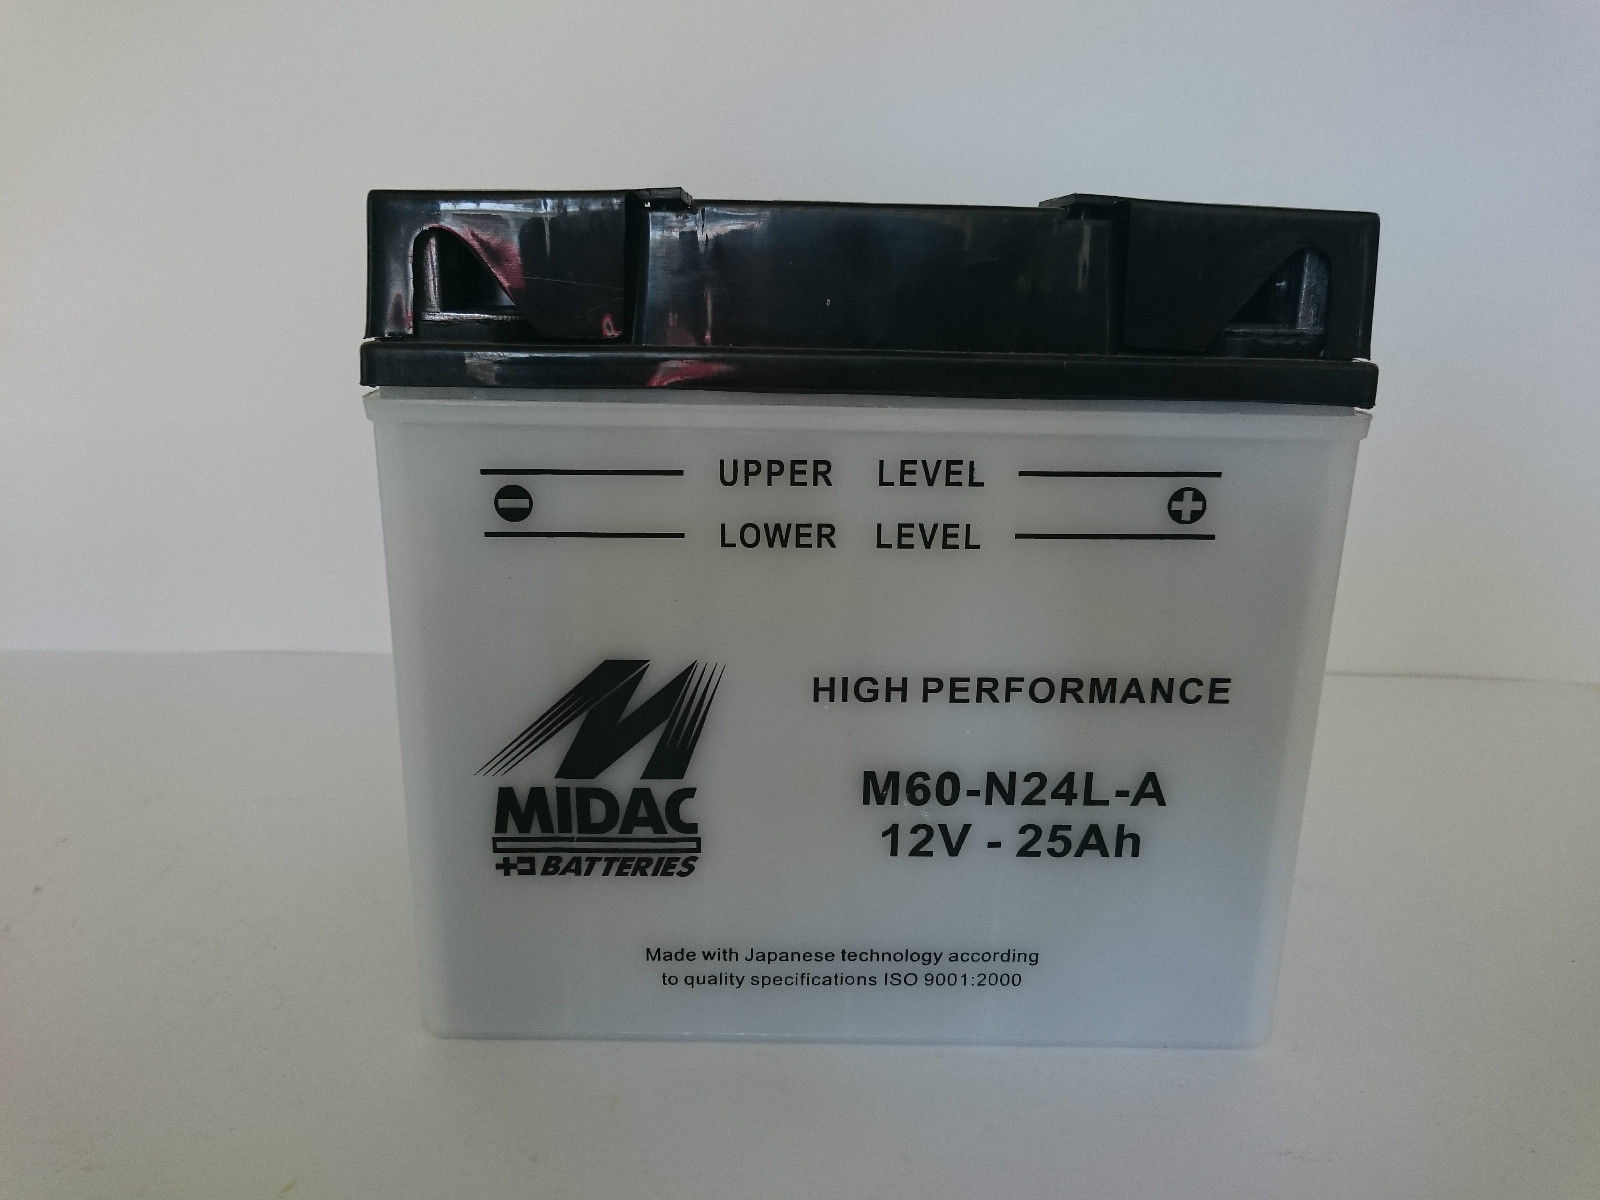 UPPER LEVEL
LOWER LEVEL
HIGH PERFORMANCE
M60-N24L-A
12V - 25Ah
MIDAC
BATTERIES
Made with Japanese technology according
to quality specifications ISO 9001:2000